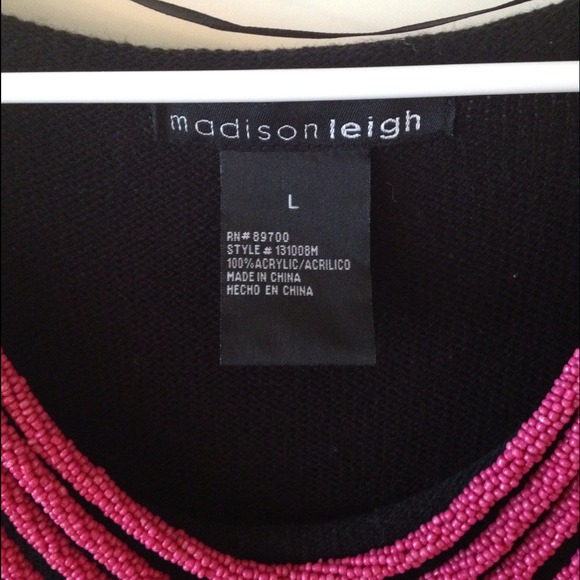 madisonleigh
L
RN# 89700
STYLE # 131008M
100% ACRYLIC/ACRILICO
MADE IN CHINA
HECHO EN CHINA